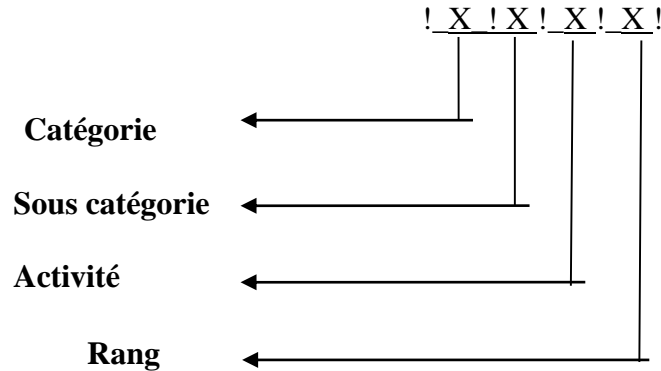 !_X_! X !_X !_X !
Catégorie
Sous catégorie
Activité
Rang